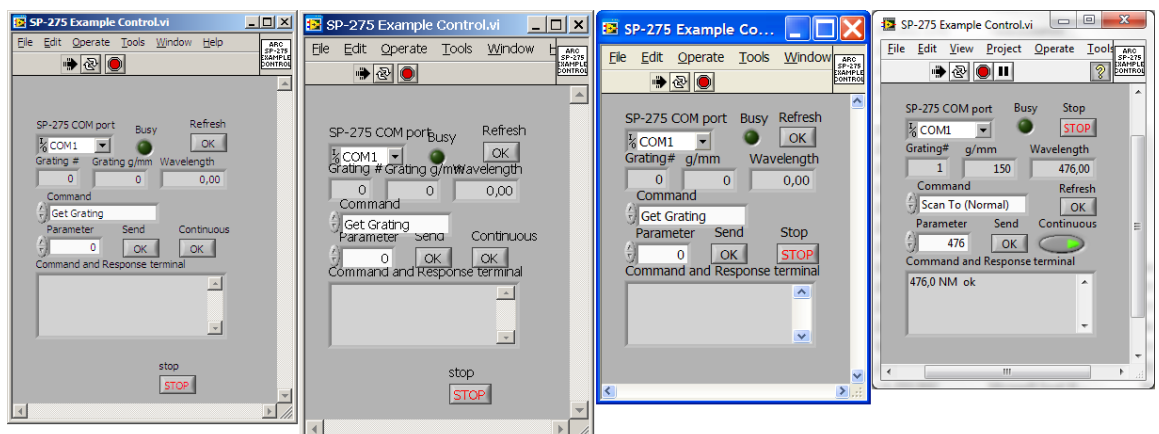 SP-275 Example Control.vi
File Edit Operate Tools Window Help
ARC
SP-275
EXAMPLE
CONTROL
SP-275 COM port Busy Refresh
COM1 OK
Grating # Grating g/mm Wavelength
0 0 0,00
Command
Get Grating
Parameter Send Continuous
0 OK OK
Command and Response terminal
stop
STOP
SP-275 Example Control.vi
File Edit Operate Tools Window H
ARC
SP-275
EXAMPLE
CONTROL
SP-275 COM port Busy Refresh
COM1 OK
Grating # Grating g/mm Wavelength
0 0 0,00
Command
Get Grating
Parameter Send Continuous
0 OK OK
Command and Response terminal
stop
STOP
SP-275 Example Co...
File Edit Operate Tools Window
ARC
SP-275
EXAMPLE
CONTROL
SP-275 COM port Busy Refresh
COM1 OK
Grating# g/mm Wavelength
0 0 0,00
Command
Get Grating
Parameter Send Stop
0 OK STOP
Command and Response terminal
SP-275 Example Control.vi
File Edit View Project Operate Tools
ARC
SP-275
EXAMPLE
CONTROL
SP-275 COM port Busy Stop
COM1 STOP
Grating# g/mm Wavelength
1 150 476,00
Command Refresh
Scan To (Normal) OK
Parameter Send Continuous
476 OK
Command and Response terminal
476,0 NM ok